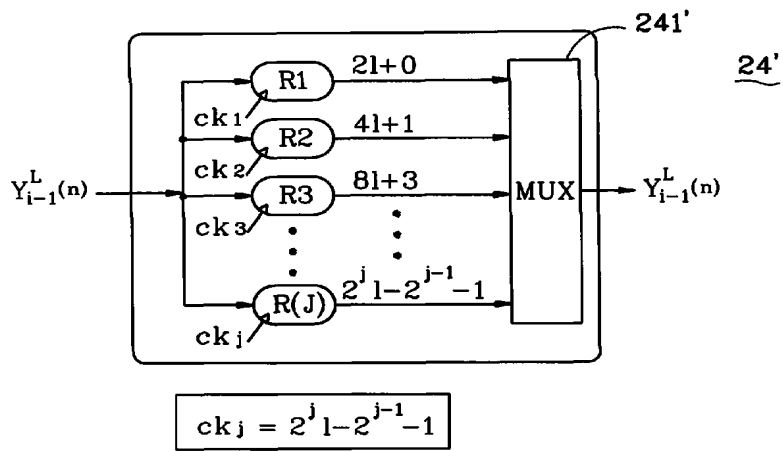 241'
24'
R1 2l+0
ck1
R2 4l+1
ck2
Y^L_{i-1}(n) R3 8l+3 MUX Y^L_{i-1}(n)
ck3
R(J) 2^j l-2^{j-1}-1
ckj
ckj = 2^j l-2^{j-1}-1